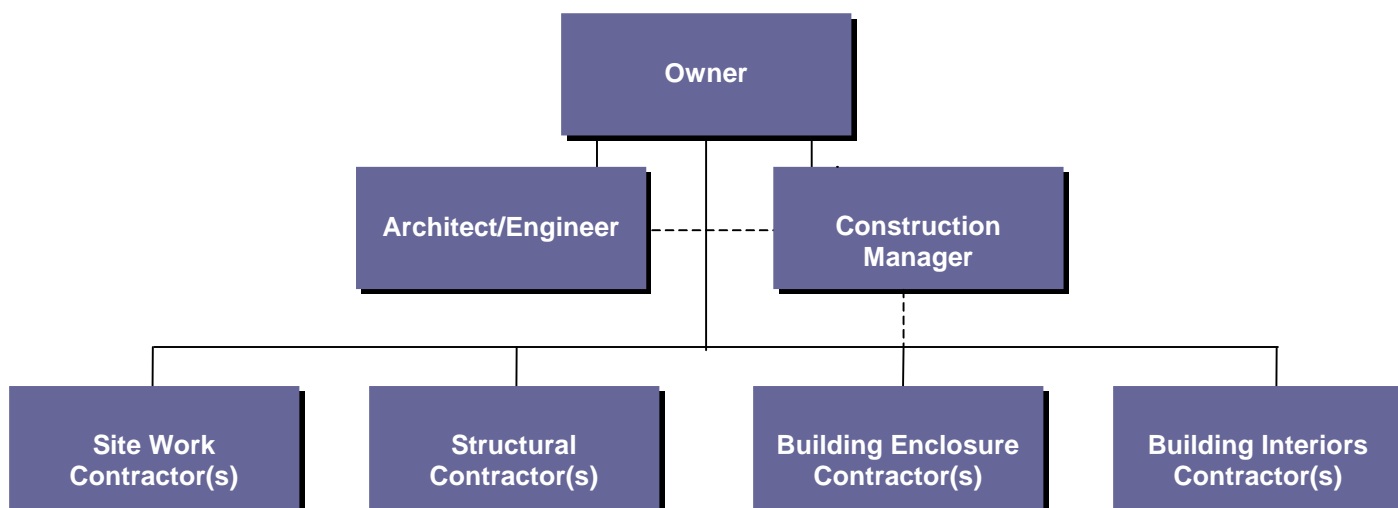 Owner
Architect/Engineer
Construction
Manager
Site Work
Contractor(s)
Structural
Contractor(s)
Building Enclosure
Contractor(s)
Building Interiors
Contractor(s)